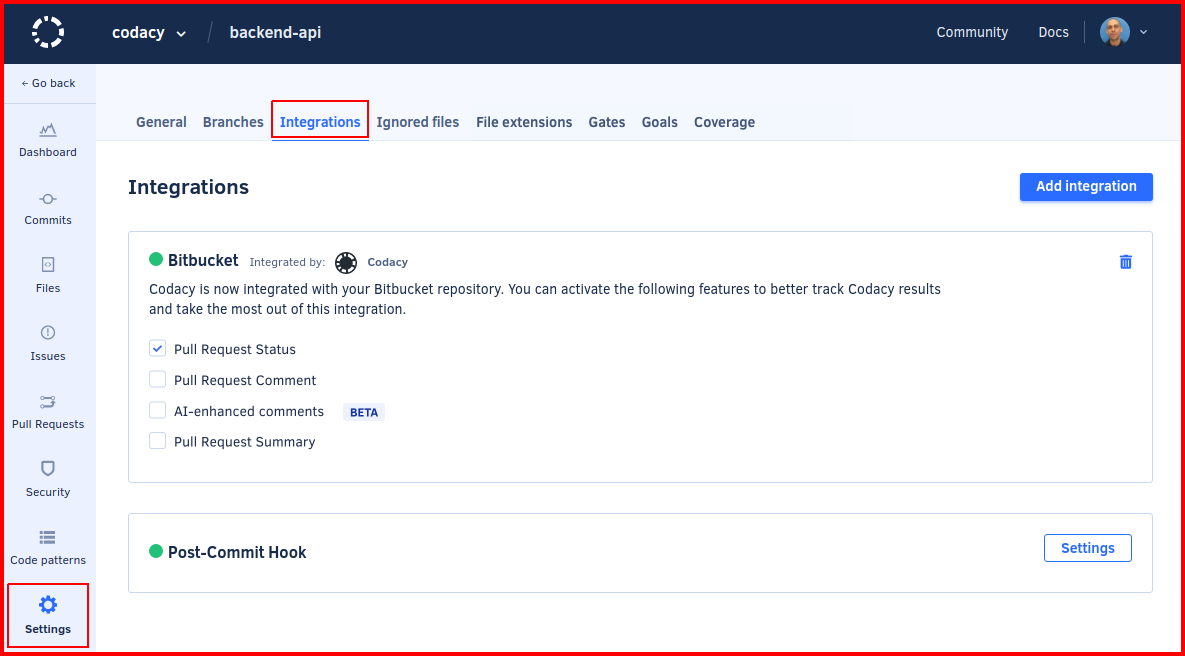 codacy / backend-api Community Docs
← Go back
General Branches Integrations Ignored files File extensions Gates Goals Coverage
Dashboard
Commits
Files
Issues
Pull Requests
Security
Code patterns
Settings
Integrations Add integration
Bitbucket Integrated by: Codacy
Codacy is now integrated with your Bitbucket repository. You can activate the following features to better track Codacy results
and take the most out of this integration.
Pull Request Status
Pull Request Comment
AI-enhanced comments BETA
Pull Request Summary
Post-Commit Hook Settings